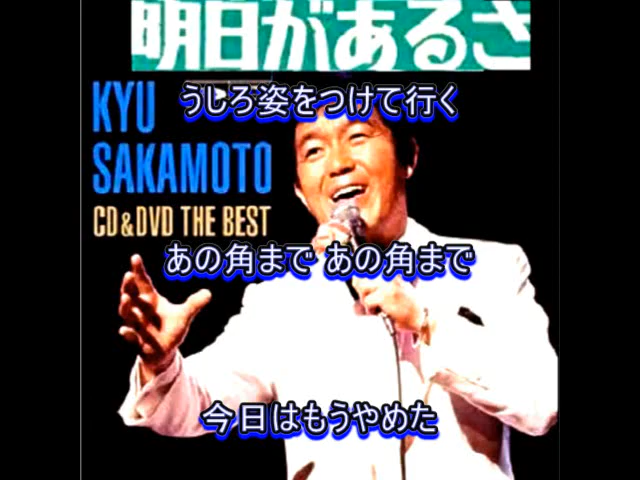 明日があるさ
うしろ姿をつけて行く
KYU
SAKAMOTO
CD&DVD THE BEST
あの角まで あの角まで
今日はもうやめた